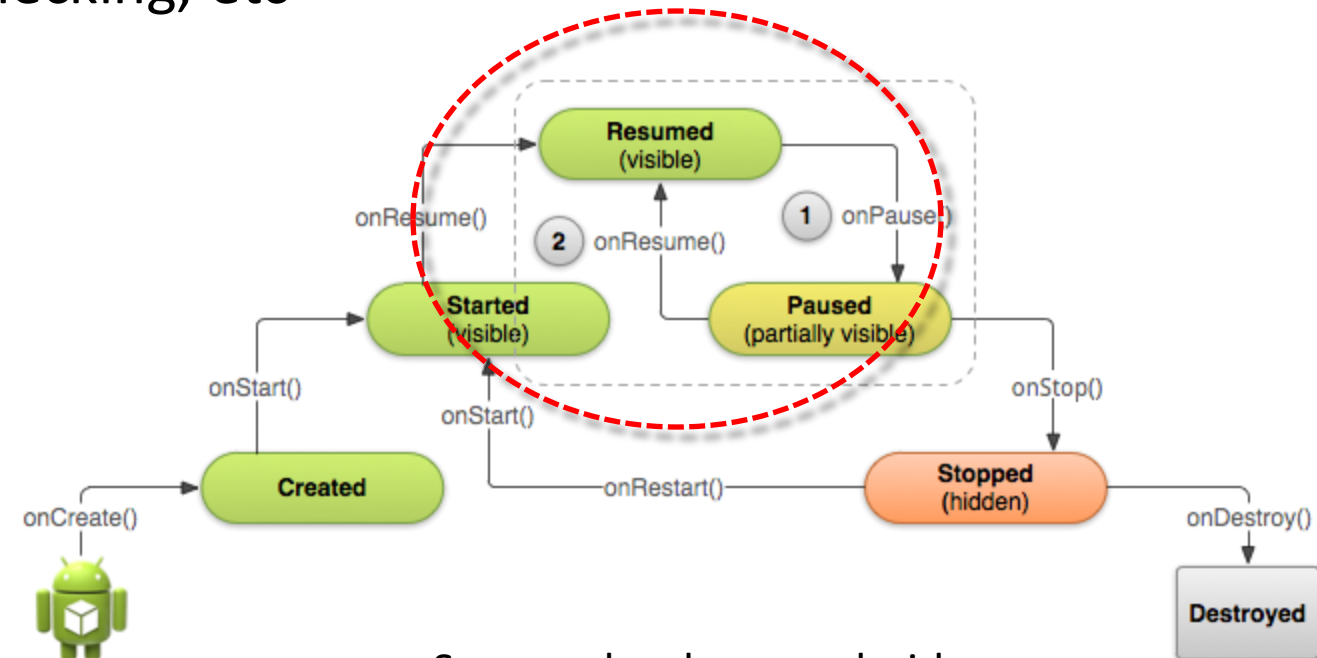 etc
Resumed
(visible)
onResume()
2
onResume()
1
onPause()
Started
(visible)
Paused
(partially visible)
onStart()
onStart()
onStop()
Created
onRestart()
Stopped
(hidden)
onCreate()
onDestroy()
Destroyed